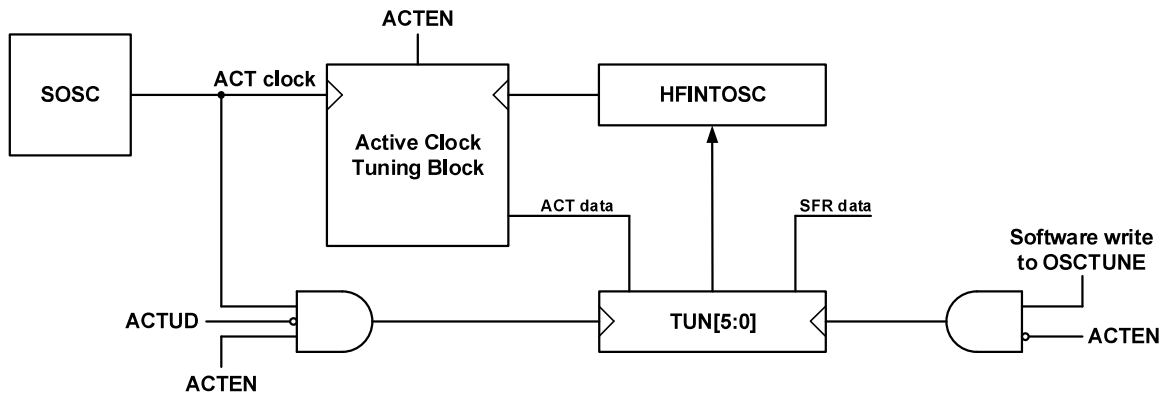 ACTEN
SOSC
ACT clock
HFINTOSC
Active Clock
Tuning Block
ACT data
SFR data
Software write
to OSCTUNE
ACTUD
TUN[5:0]
ACTEN
ACTEN